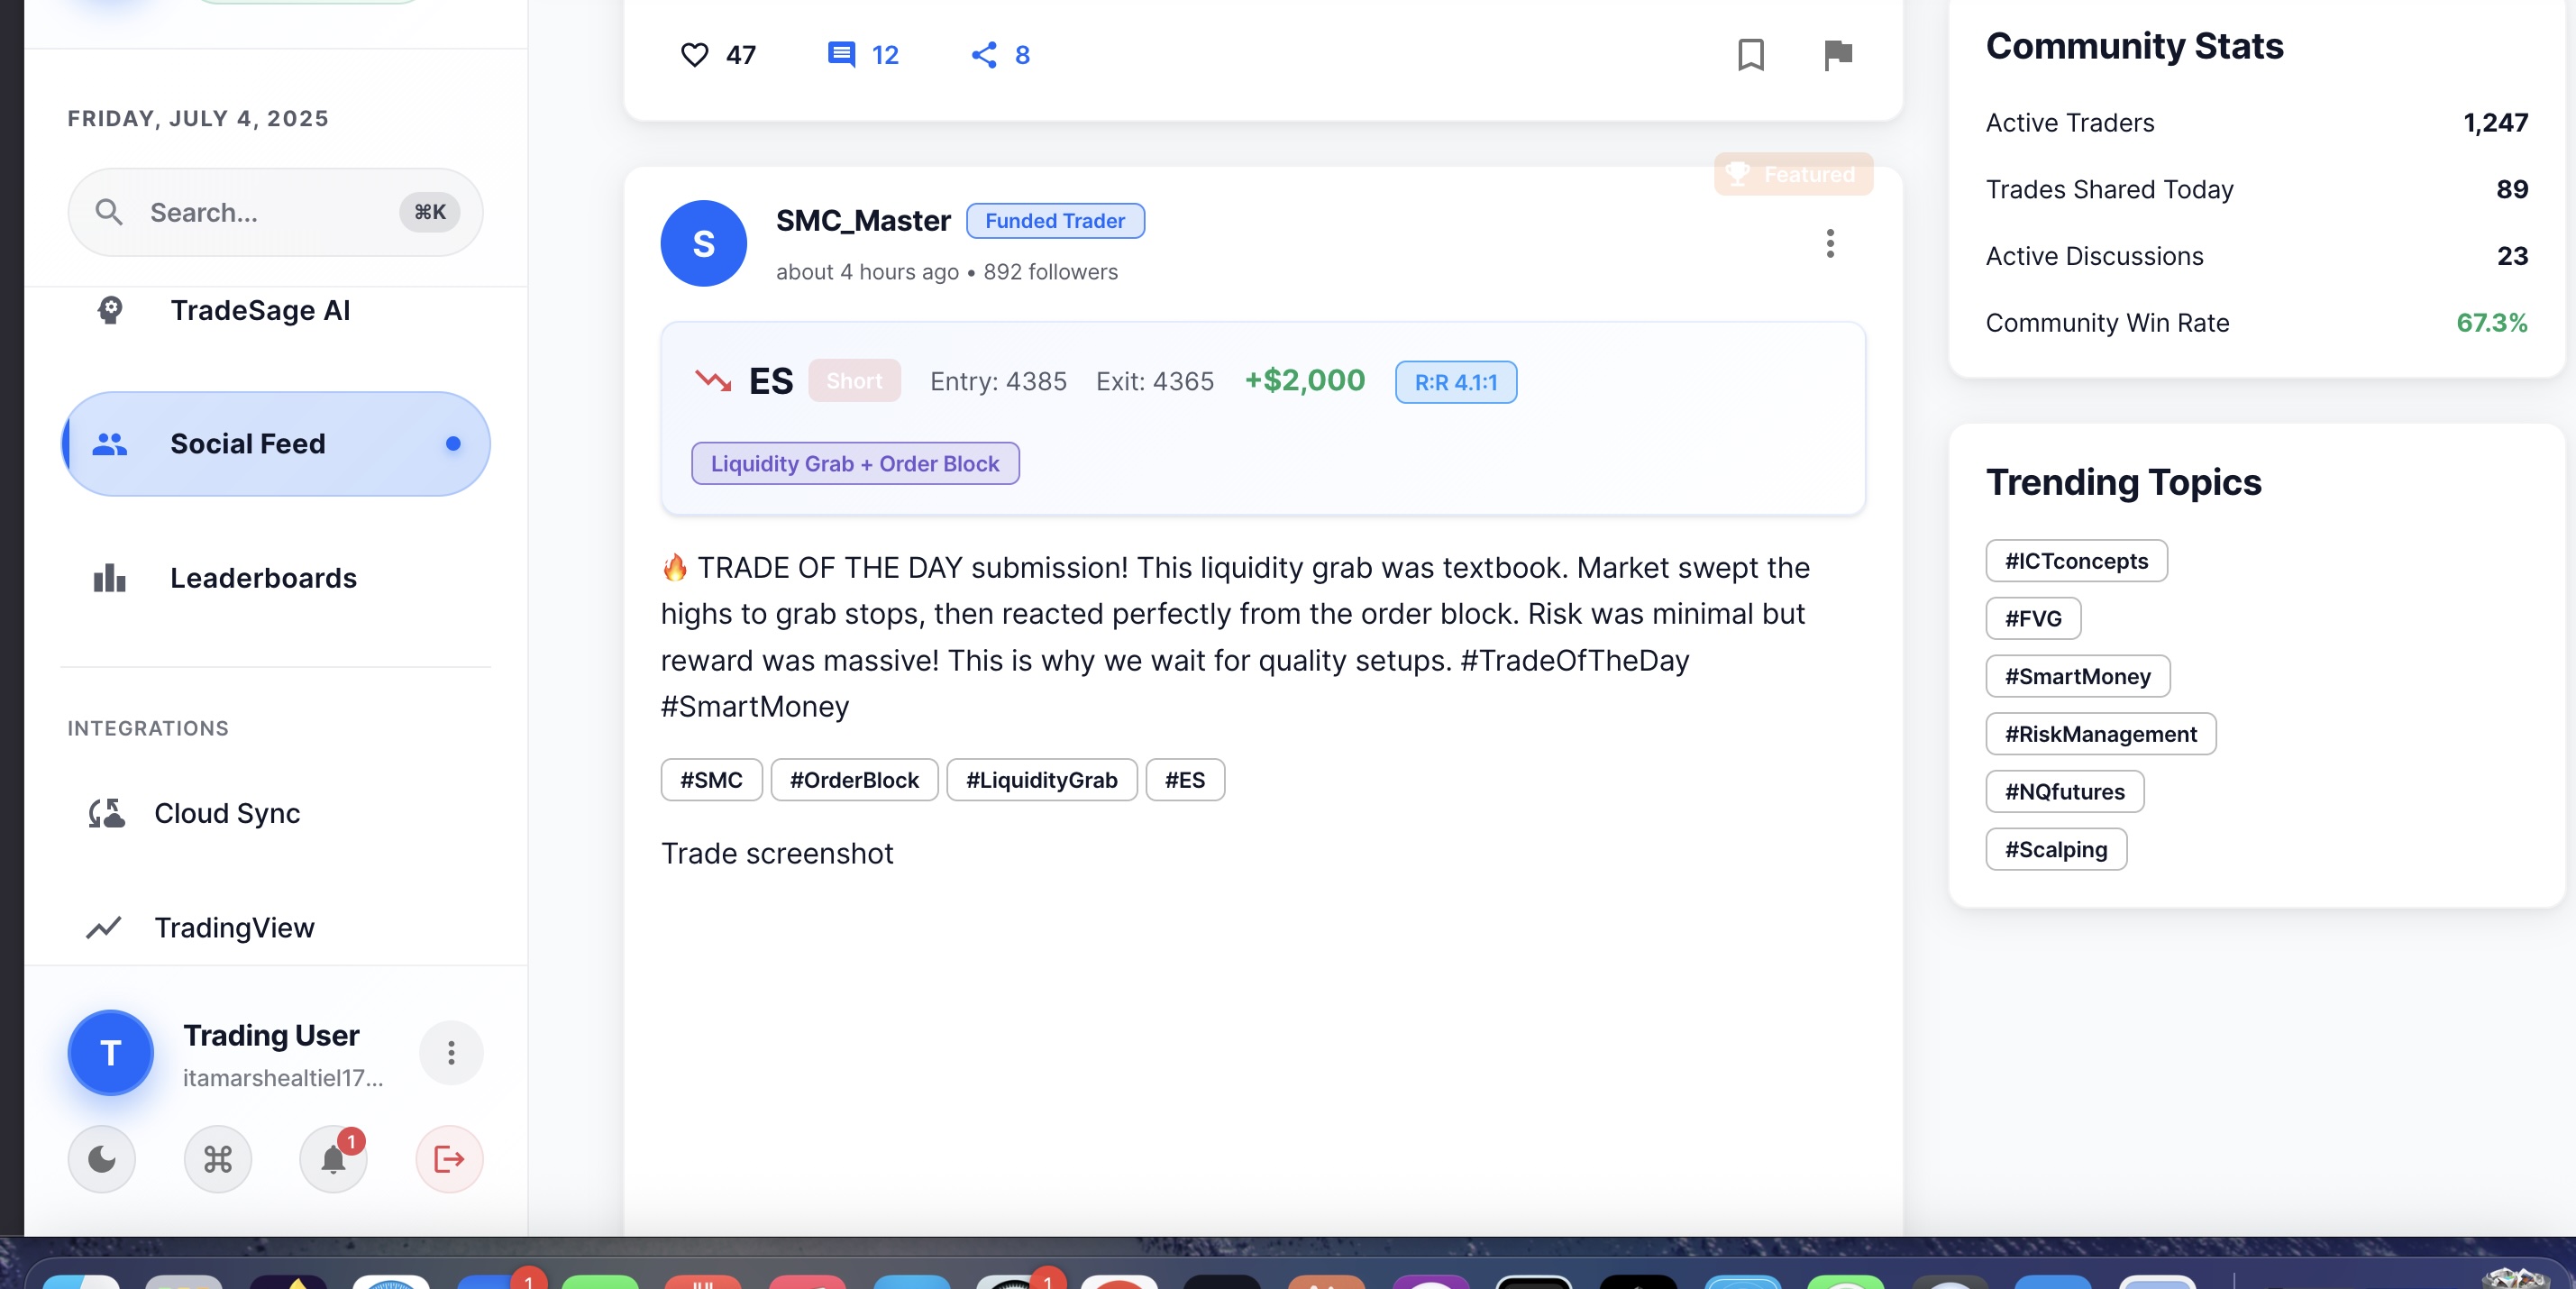 FRIDAY, JULY 4, 2025
Search...
⌘K
TradeSage AI
Social Feed
Leaderboards
INTEGRATIONS
Cloud Sync
TradingView
T
Trading User
itamarshealtiel17...
1
47
12
8
Featured
S
SMC_Master
Funded Trader
about 4 hours ago • 892 followers
ES
Short
Entry: 4385
Exit: 4365
+$2,000
R:R 4.1:1
Liquidity Grab + Order Block
🔥 TRADE OF THE DAY submission! This liquidity grab was textbook. Market swept the
highs to grab stops, then reacted perfectly from the order block. Risk was minimal but
reward was massive! This is why we wait for quality setups. #TradeOfTheDay
#SmartMoney
#SMC
#OrderBlock
#LiquidityGrab
#ES
Trade screenshot
Community Stats
Active Traders
1,247
Trades Shared Today
89
Active Discussions
23
Community Win Rate
67.3%
Trending Topics
#ICTconcepts
#FVG
#SmartMoney
#RiskManagement
#NQfutures
#Scalping
1
1